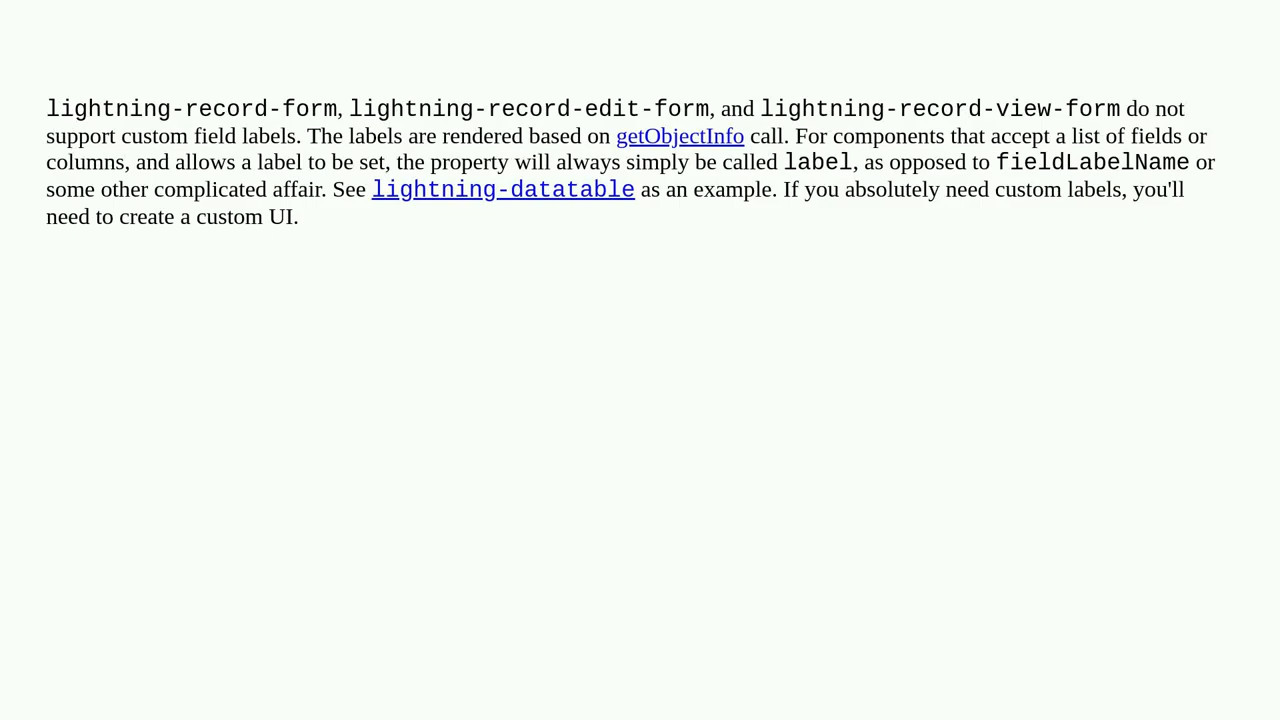 lightning-record-form, lightning-record-edit-form, and lightning-record-view-form do not
support custom field labels. The labels are rendered based on getObjectInfo call. For components that accept a list of fields or
columns, and allows a label to be set, the property will always simply be called label, as opposed to fieldLabelName or
some other complicated affair. See lightning-datatable as an example. If you absolutely need custom labels, you'll
need to create a custom UI.